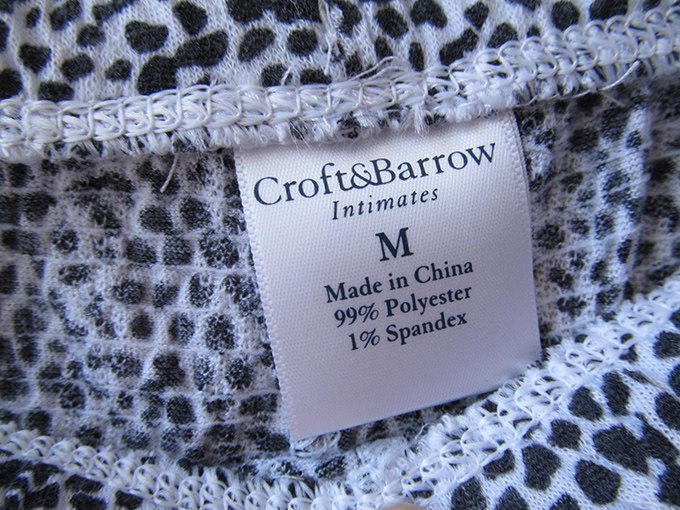 Croft&Barrow
Intimates
M
Made in China
99% Polyester
1% Spandex